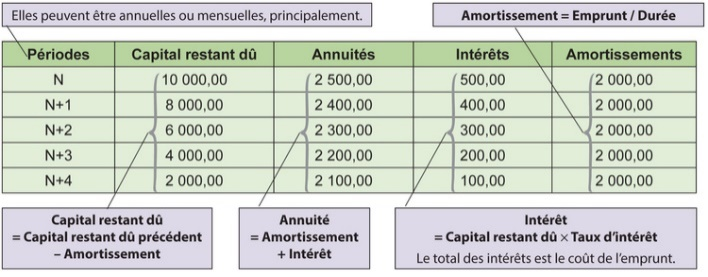 Elles peuvent être annuelles ou mensuelles, principalement.
Amortissement = Emprunt / Durée
Périodes Capital restant dû Annuités Intérêts Amortissements
N 10 000,00 2 500,00 500,00 2 000,00
N+1 8 000,00 2 400,00 400,00 2 000,00
N+2 6 000,00 2 300,00 300,00 2 000,00
N+3 4 000,00 2 200,00 200,00 2 000,00
N+4 2 000,00 2 100,00 100,00 2 000,00
Capital restant dû
= Capital restant dû précédent
– Amortissement
Annuité
= Amortissement
+ Intérêt
Intérêt
= Capital restant dû × Taux d’intérêt
Le total des intérêts est le coût de l’emprunt.